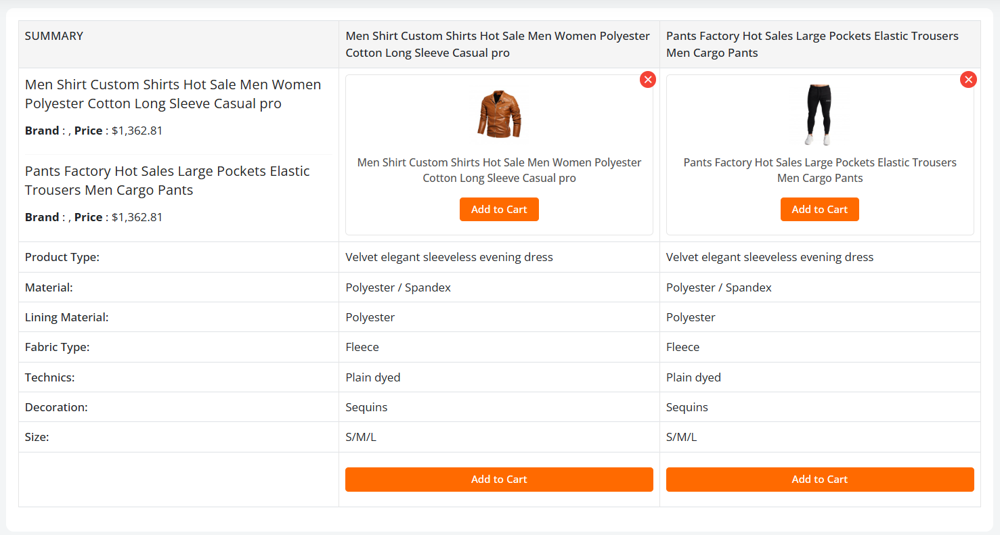 SUMMARY
Men Shirt Custom Shirts Hot Sale Men Women Polyester
Cotton Long Sleeve Casual pro
Pants Factory Hot Sales Large Pockets Elastic Trousers
Men Cargo Pants
Men Shirt Custom Shirts Hot Sale Men Women
Polyester Cotton Long Sleeve Casual pro
Brand : , Price : $1,362.81
Pants Factory Hot Sales Large Pockets Elastic
Trousers Men Cargo Pants
Brand : , Price : $1,362.81
Men Shirt Custom Shirts Hot Sale Men Women Polyester
Cotton Long Sleeve Casual pro
Add to Cart
Pants Factory Hot Sales Large Pockets Elastic Trousers
Men Cargo Pants
Add to Cart
Product Type: Velvet elegant sleeveless evening dress Velvet elegant sleeveless evening dress
Material: Polyester / Spandex Polyester / Spandex
Lining Material: Polyester Polyester
Fabric Type: Fleece Fleece
Technics: Plain dyed Plain dyed
Decoration: Sequins Sequins
Size: S/M/L S/M/L
Add to Cart Add to Cart